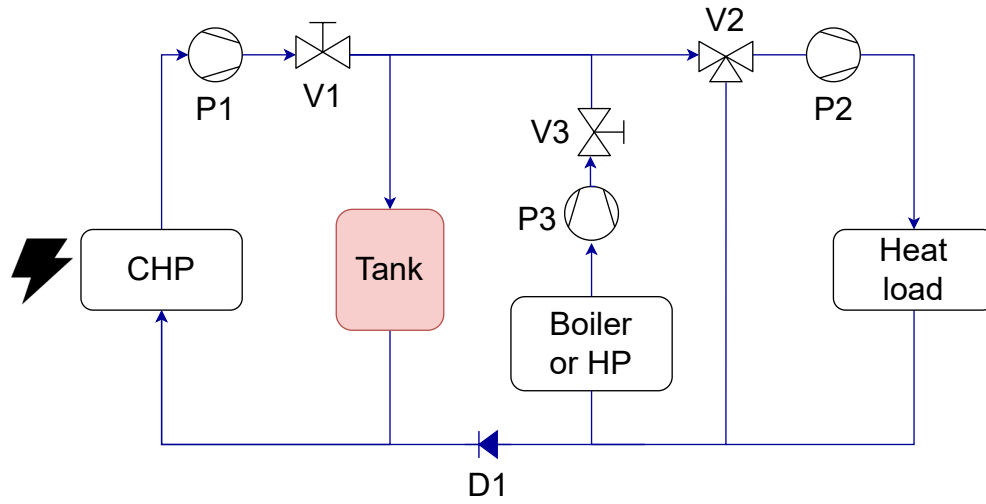 V2
P1
V1
P2
V3
P3
CHP
Tank
Heat
load
Boiler
or HP
D1